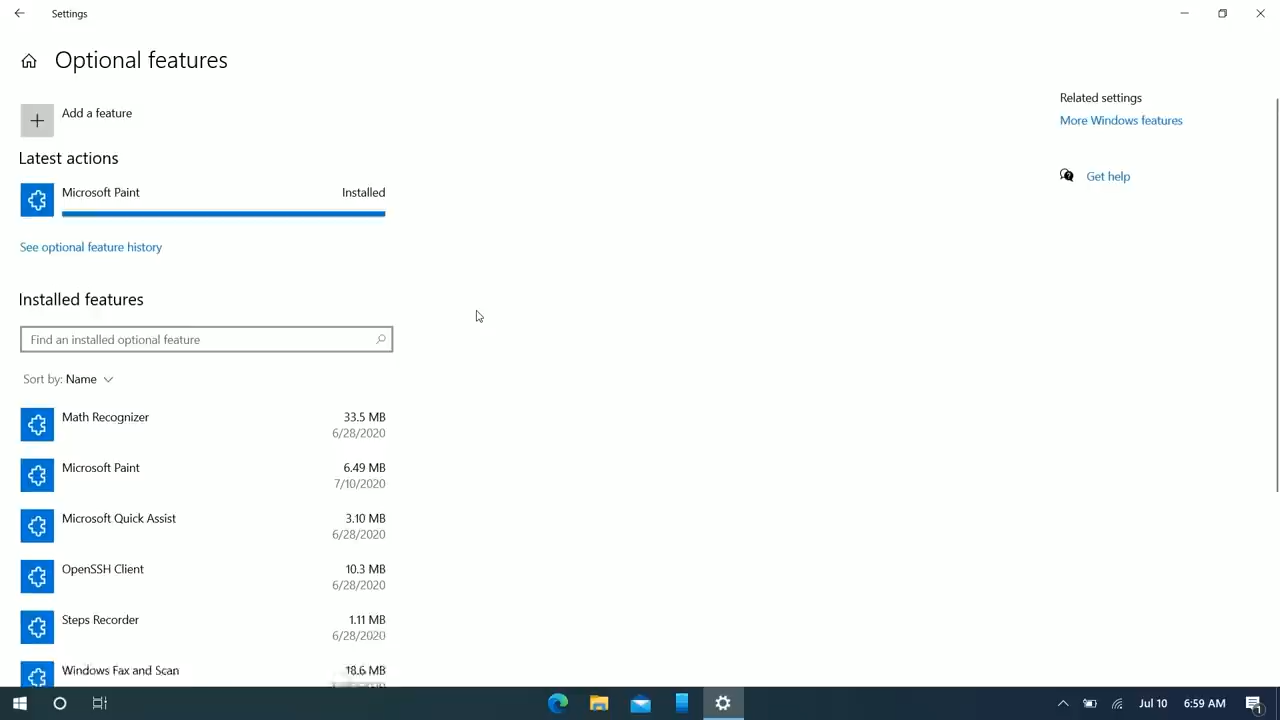 Settings
Optional features
Add a feature
Latest actions
Microsoft Paint Installed
See optional feature history
Installed features
Find an installed optional feature
Sort by: Name
Math Recognizer 33.5 MB
6/28/2020
Microsoft Paint 6.49 MB
7/10/2020
Microsoft Quick Assist 3.10 MB
6/28/2020
OpenSSH Client 10.3 MB
6/28/2020
Steps Recorder 1.11 MB
6/28/2020
Windows Fax and Scan 18.6 MB
Related settings
More Windows features
Get help
Jul 10 6:59 AM 1